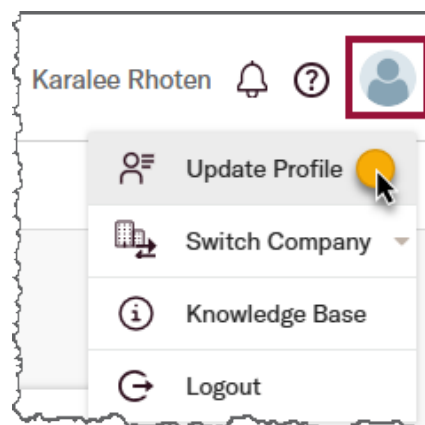 Karalee Rhoten
Update Profile
Switch Company
Knowledge Base
Logout